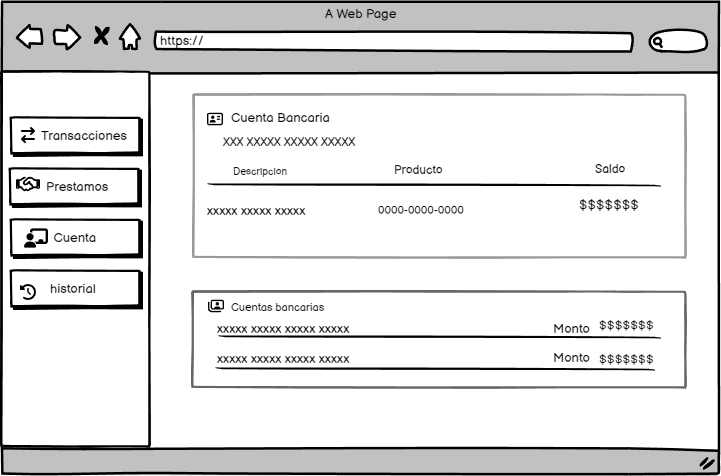 A Web Page
https://
Transacciones
Prestamos
Cuenta
historial
Cuenta Bancaria
XXX XXXXX XXXXX XXXXX
Descripcion Producto Saldo
xxxxx xxxxx xxxxx 0000-0000-0000 $$$$$$$
Cuentas bancarias
xxxxx xxxxx xxxxx xxxxx Monto $$$$$$$
xxxxx xxxxx xxxxx xxxxx Monto $$$$$$$